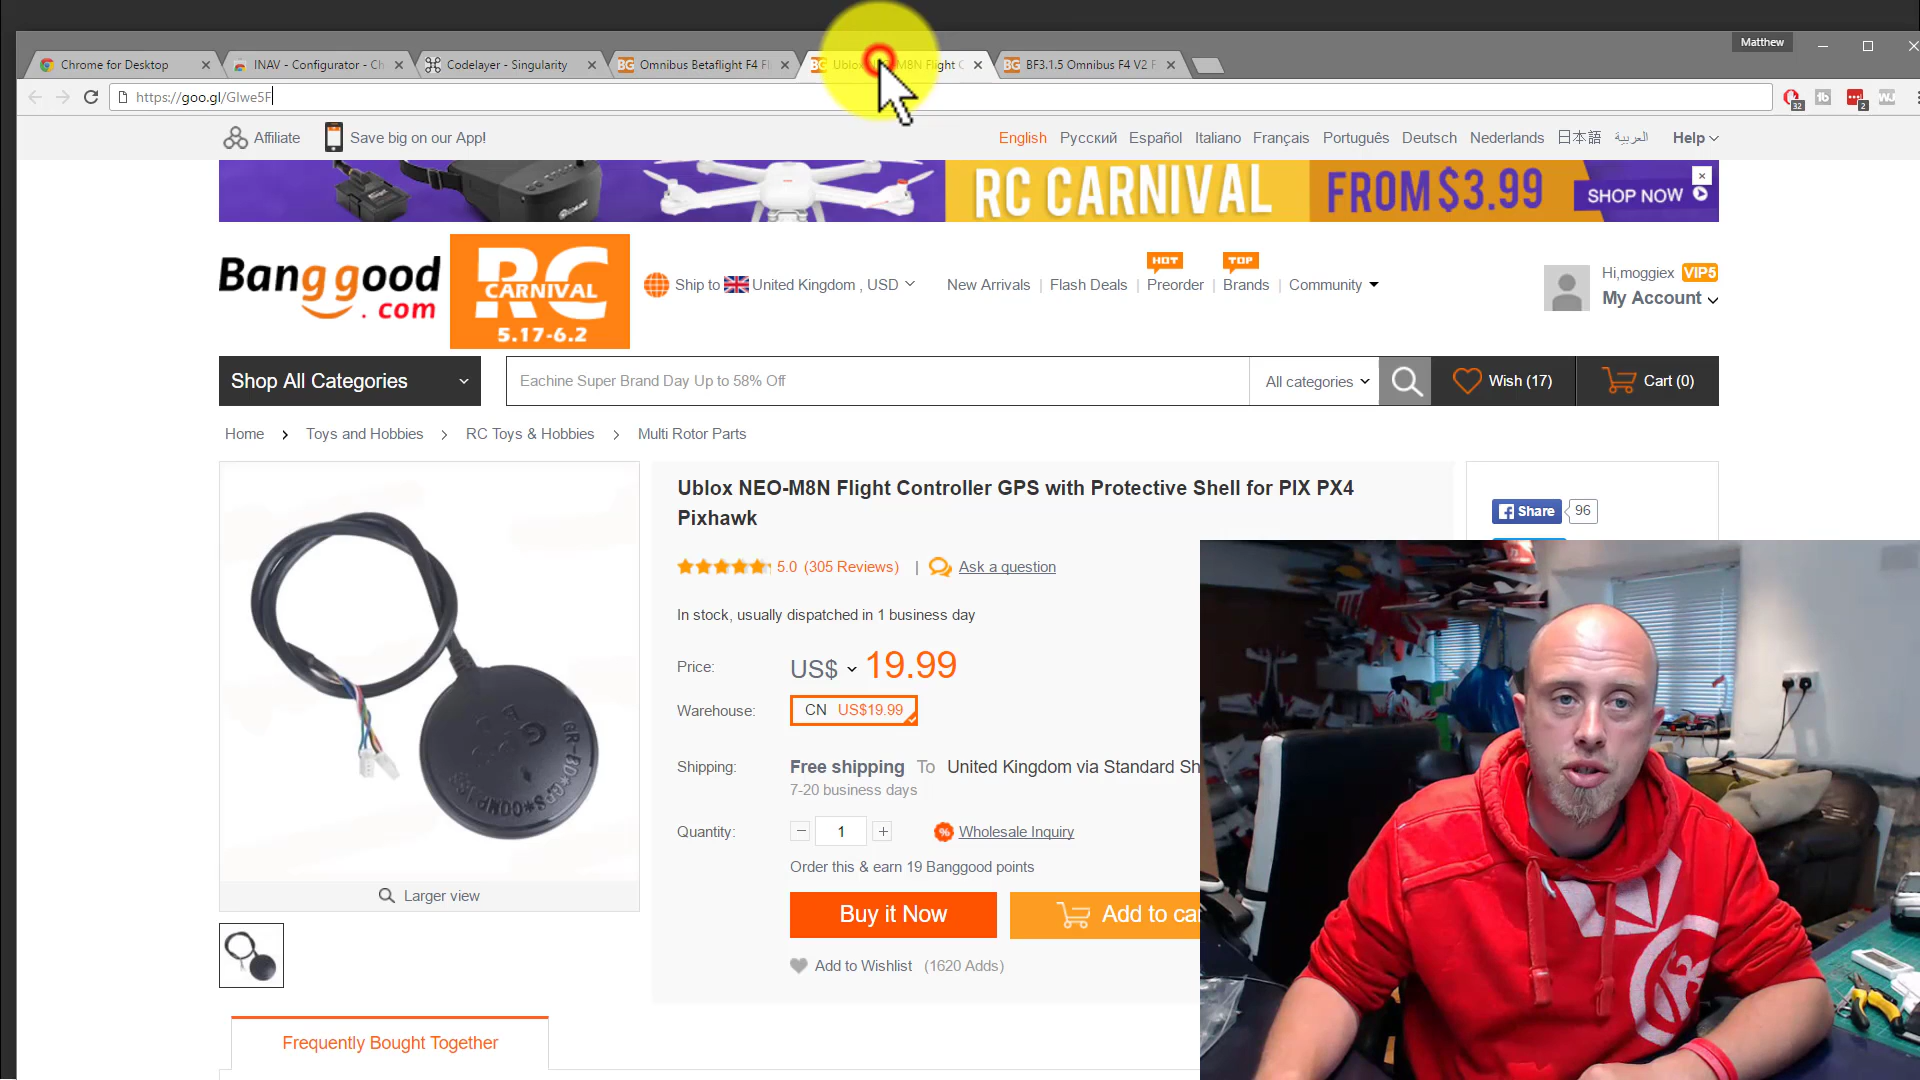 Matthew
Chrome for Desktop
INAV - Configurator - Ch
Codelayer - Singularity
Omnibus Betaflight F4 Fl
M8N Flight C
BF3.1.5 Omnibus F4 V2 F
https://goo.gl/GIwe5F
32
2
Affiliate
Save big on our App!
English Русский Español Italiano Français Português Deutsch Nederlands 日本語 العربية Help
RC CARNIVAL FROM $3.99 SHOP NOW
Banggood.com
RC
CARNIVAL
5.17-6.2
Ship to United Kingdom , USD
HOT
TOP
New Arrivals | Flash Deals | Preorder | Brands | Community
Hi,moggiex VIP5
My Account
Shop All Categories
Eachine Super Brand Day Up to 58% Off
All categories
Wish (17)
Cart (0)
Home > Toys and Hobbies > RC Toys & Hobbies > Multi Rotor Parts
Ublox NEO-M8N Flight Controller GPS with Protective Shell for PIX PX4
Pixhawk
Share 96
5.0 (305 Reviews) | Ask a question
In stock, usually dispatched in 1 business day
Price: US$ 19.99
Warehouse: CN US$19.99
Shipping: Free shipping To United Kingdom via Standard Sh
7-20 business days
Quantity: − 1 + Wholesale Inquiry
Order this & earn 19 Banggood points
Buy it Now
Add to ca
Add to Wishlist (1620 Adds)
Larger view
Frequently Bought Together